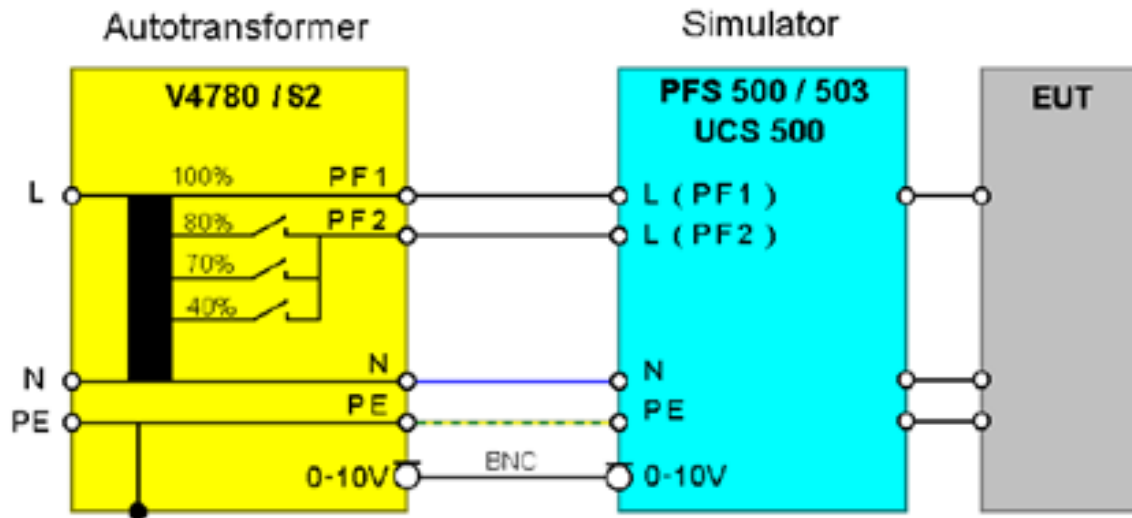 Autotransformer
Simulator
V4780 / S2
PFS 500 / 503
UCS 500
EUT
L
100%
PF1
L ( PF1 )
80%
PF2
L ( PF2 )
70%
40%
N
N
N
PE
PE
PE
0-10V
BNC
0-10V